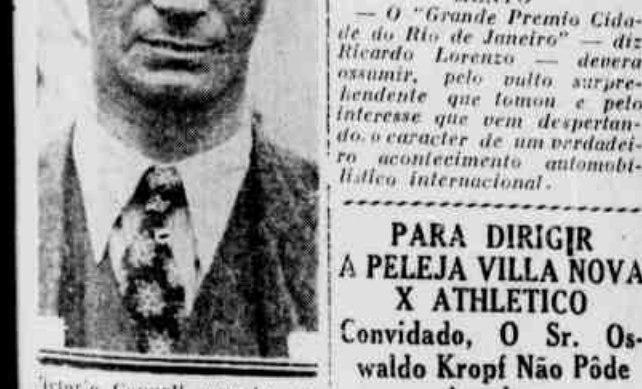 — O "Grande Premio Cida-
de do Rio de Janeiro" — diz
Ricardo Lorenzo — deverá
assumir, pelo vulto surpre-
hendente que tomou e pelo
interesse que vem despertan-
do, o caracter de um verdadei-
ro acontecimento automobi-
listico internacional.
PARA DIRIGIR
A PELEJA VILLA NOVA
X ATHLETICO
Convidado, O Sr. Os-
waldo Kropf Não Pôde